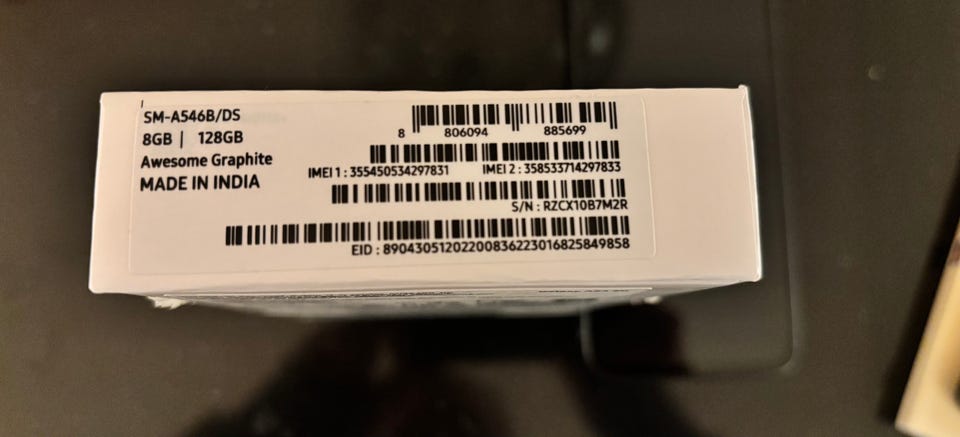 SM-A546B/DS
8GB | 128GB
Awesome Graphite
MADE IN INDIA
8 806094 885699
IMEI 1 : 355450534297831 IMEI 2 : 358533714297833
S/N : RZCX10B7M2R
EID : 89043051202200836223016825849858